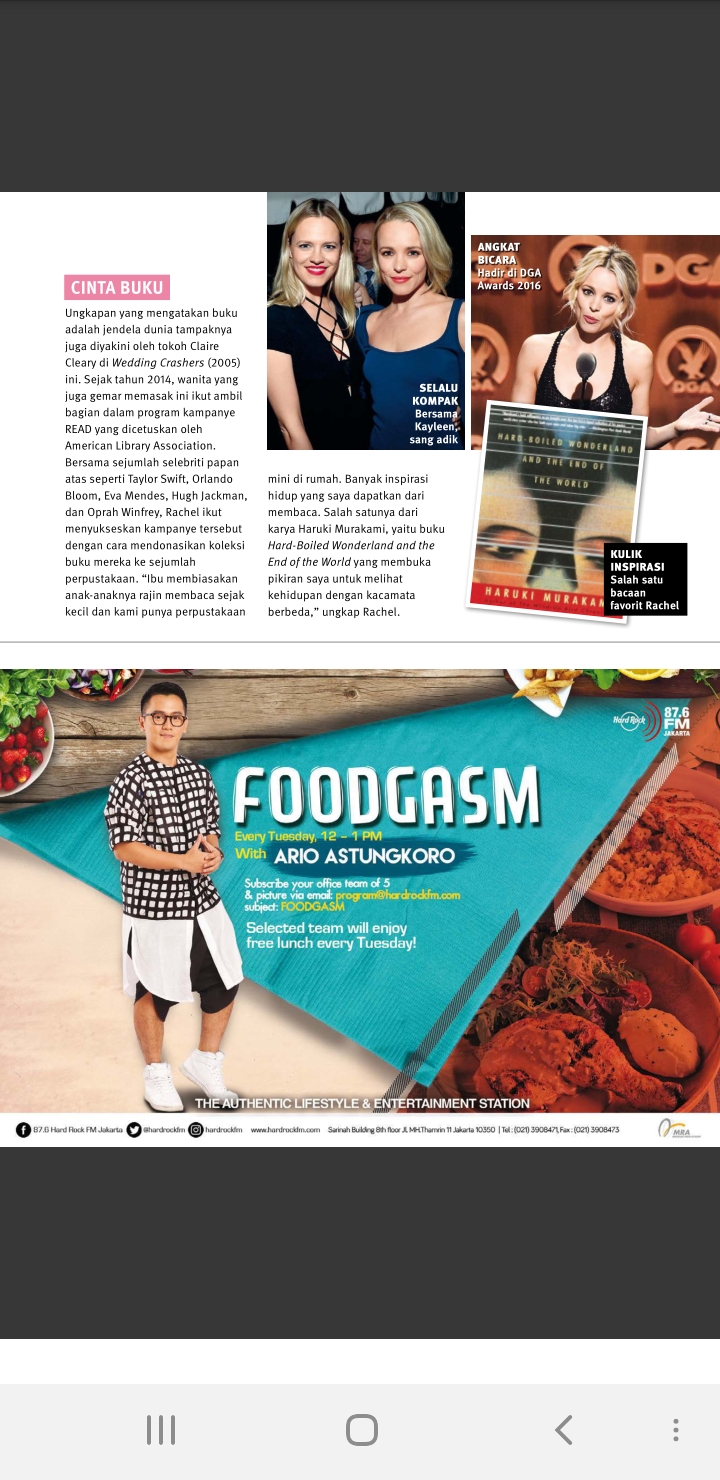 CINTA BUKU
Ungkapan yang mengatakan buku
adalah jendela dunia tampaknya
juga diyakini oleh tokoh Claire
Cleary di Wedding Crashers (2005)
ini. Sejak tahun 2014, wanita yang
juga gemar memasak ini ikut ambil
bagian dalam program kampanye
READ yang dicetuskan oleh
American Library Association.
Bersama sejumlah selebriti papan
atas seperti Taylor Swift, Orlando
Bloom, Eva Mendes, Hugh Jackman,
dan Oprah Winfrey, Rachel ikut
menyukseskan kampanye tersebut
dengan cara mendonasikan koleksi
buku mereka ke sejumlah
perpustakaan. “Ibu membiasakan
anak-anaknya rajin membaca sejak
kecil dan kami punya perpustakaan
mini di rumah. Banyak inspirasi
hidup yang saya dapatkan dari
membaca. Salah satunya dari
karya Haruki Murakami, yaitu buku
Hard-Boiled Wonderland and the
End of the World yang membuka
pikiran saya untuk melihat
kehidupan dengan kacamata
berbeda,” ungkap Rachel.
SELALU
KOMPAK
Bersama
Kayleen,
sang adik
ANGKAT
BICARA
Hadir di DGA
Awards 2016
DGA
DGA
DGA
HARD-BOILED WONDERLAND
AND THE END OF
THE WORLD
HARUKI MURAKAM
KULIK
INSPIRASI
Salah satu
bacaan
favorit Rachel
Hard Rock
87.6
FM
JAKARTA
FOODGASM
Every Tuesday, 12 – 1 PM
With ARIO ASTUNGKORO
Subscribe your office team of 5
& picture via email: program@hardrockfm.com
subject: FOODGASM
Selected team will enjoy
free lunch every Tuesday!
THE AUTHENTIC LIFESTYLE & ENTERTAINMENT STATION
87.6 Hard Rock FM Jakarta @hardrockfm hardrockfm www.hardrockfm.com Sarinah Building 8th floor Jl. MH.Thamrin 11 Jakarta 10350 | Tel : (021) 3908471, Fax : (021) 3908473
MRA